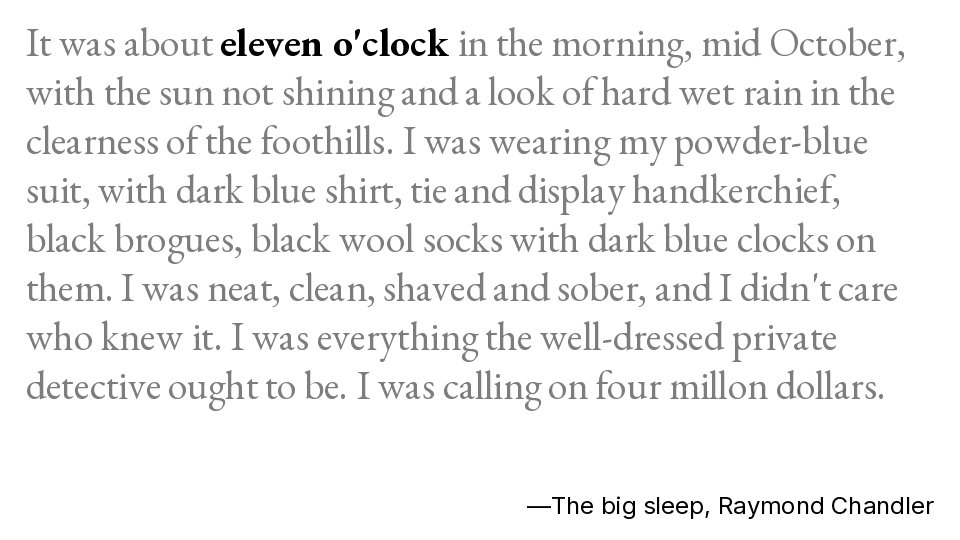 It was about eleven o'clock in the morning, mid October,
with the sun not shining and a look of hard wet rain in the
clearness of the foothills. I was wearing my powder-blue
suit, with dark blue shirt, tie and display handkerchief,
black brogues, black wool socks with dark blue clocks on
them. I was neat, clean, shaved and sober, and I didn't care
who knew it. I was everything the well-dressed private
detective ought to be. I was calling on four millon dollars.
—The big sleep, Raymond Chandler